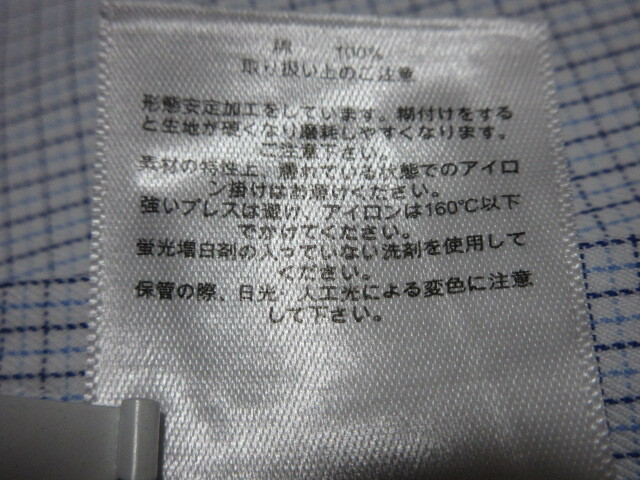 綿 100%
取り扱い上のご注意
形態安定加工をしています。糊付けをする
と生地が硬くなり磨耗しやすくなります。
ご注意下さい。
素材の特性上、濡れている状態でのアイロ
ン掛けはお避けください。
強いプレスは避け、アイロンは160℃以下
でかけてください。
蛍光増白剤の入っていない洗剤を使用して
ください。
保管の際、日光、人工光による変色に注意
して下さい。